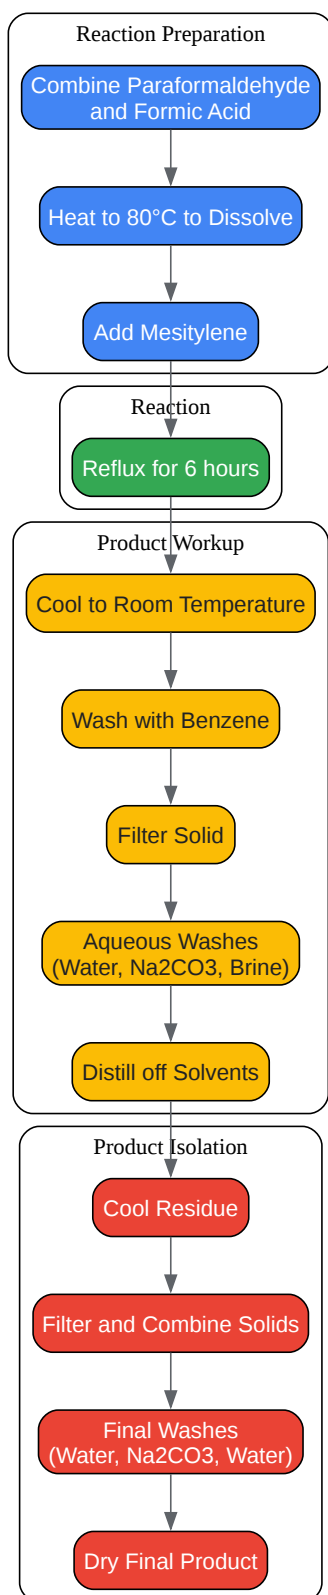 Reaction Preparation
Combine Paraformaldehyde
and Formic Acid
Heat to 80°C to Dissolve
Add Mesitylene
Reaction
Reflux for 6 hours
Product Workup
Cool to Room Temperature
Wash with Benzene
Filter Solid
Aqueous Washes
(Water, Na2CO3, Brine)
Distill off Solvents
Product Isolation
Cool Residue
Filter and Combine Solids
Final Washes
(Water, Na2CO3, Water)
Dry Final Product